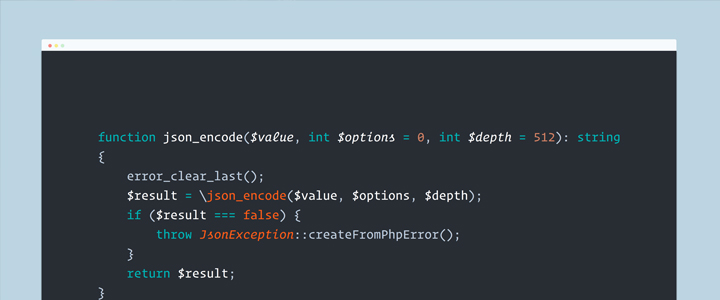 function json_encode($value, int $options = 0, int $depth = 512): string
{
    error_clear_last();
    $result = \json_encode($value, $options, $depth);
    if ($result === false) {
        throw JsonException::createFromPhpError();
    }
    return $result;
}